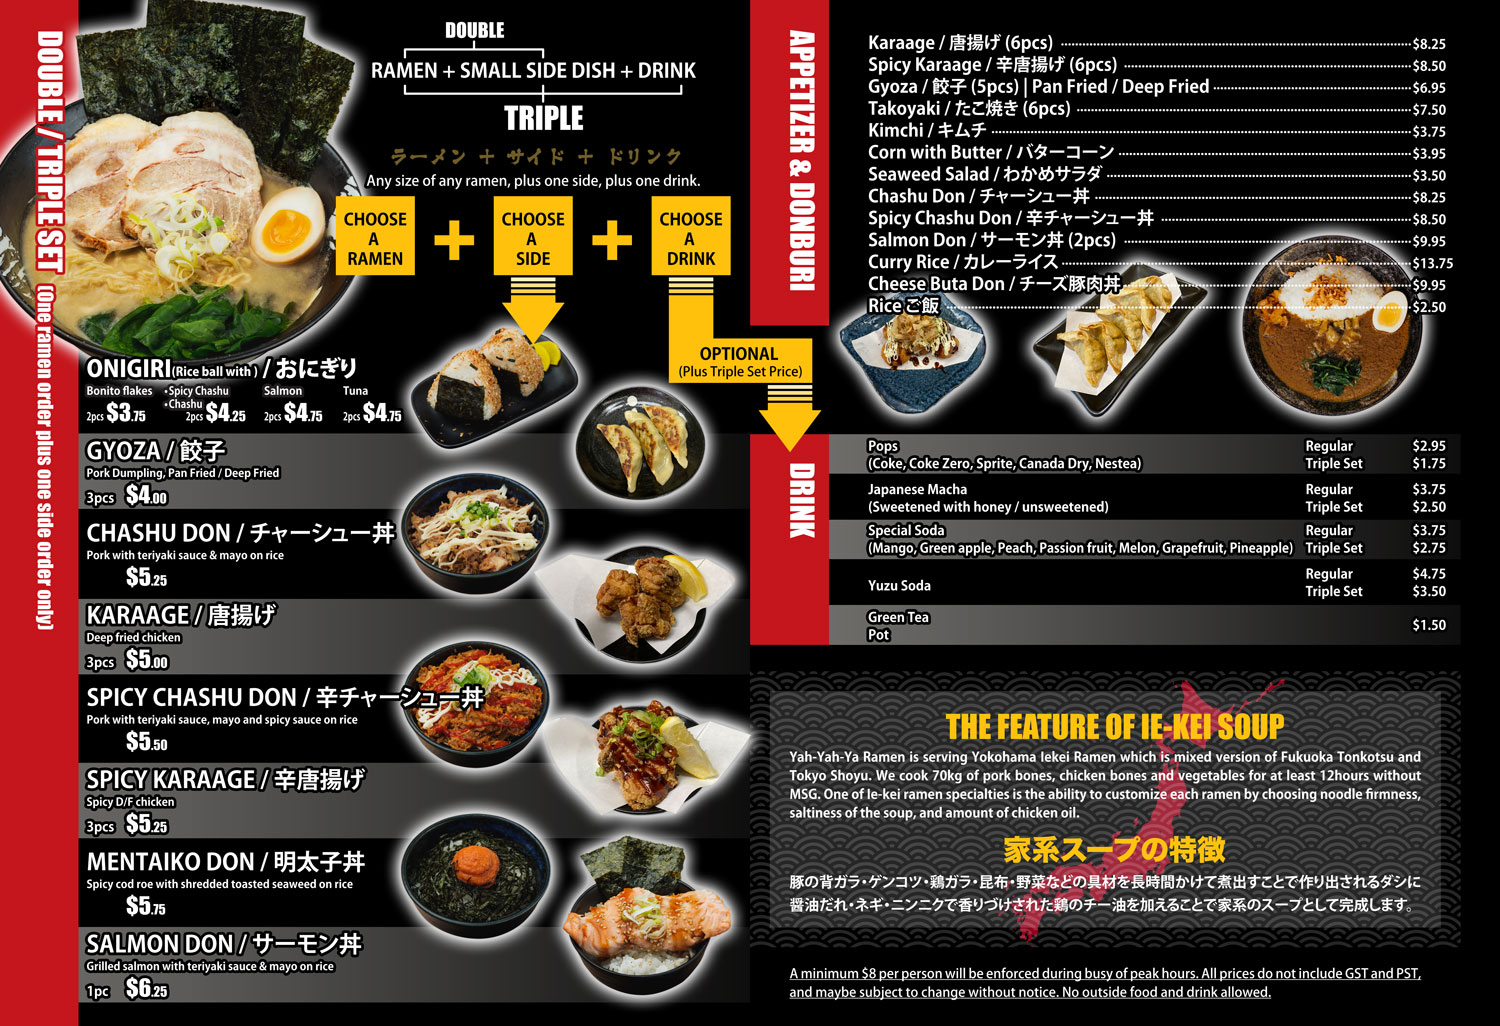 DOUBLE / TRIPLE SET (One ramen order plus one side order only)
DOUBLE
RAMEN + SMALL SIDE DISH + DRINK
TRIPLE
ラーメン + サイド + ドリンク
Any size of any ramen, plus one side, plus one drink.
CHOOSE
A
RAMEN
+
CHOOSE
A
SIDE
+
CHOOSE
A
DRINK
OPTIONAL
(Plus Triple Set Price)
ONIGIRI(Rice ball with ) / おにぎり
Bonito flakes
2pcs $3.75
・Spicy Chashu
・Chashu
2pcs $4.25
Salmon
2pcs $4.75
Tuna
2pcs $4.75
GYOZA / 餃子
Pork Dumpling, Pan Fried / Deep Fried
3pcs $4.00
CHASHU DON / チャーシュー丼
Pork with teriyaki sauce & mayo on rice
$5.25
KARAAGE / 唐揚げ
Deep fried chicken
3pcs $5.00
SPICY CHASHU DON / 辛チャーシュー丼
Pork with teriyaki sauce, mayo and spicy sauce on rice
$5.50
SPICY KARAAGE / 辛唐揚げ
Spicy D/F chicken
3pcs $5.25
MENTAIKO DON / 明太子丼
Spicy cod roe with shredded toasted seaweed on rice
$5.75
SALMON DON / サーモン丼
Grilled salmon with teriyaki sauce & mayo on rice
1pc $6.25
APPETIZER & DONBURI
Karaage / 唐揚げ (6pcs) $8.25
Spicy Karaage / 辛唐揚げ (6pcs) $8.50
Gyoza / 餃子 (5pcs) | Pan Fried / Deep Fried $6.95
Takoyaki / たこ焼き (6pcs) $7.50
Kimchi / キムチ $3.75
Corn with Butter / バターコーン $3.95
Seaweed Salad / わかめサラダ $3.50
Chashu Don / チャーシュー丼 $8.25
Spicy Chashu Don / 辛チャーシュー丼 $8.50
Salmon Don / サーモン丼 (2pcs) $9.95
Curry Rice / カレーライス $13.75
Cheese Buta Don / チーズ豚肉丼 $9.95
Rice ご飯 $2.50
DRINK
Pops Regular $2.95
(Coke, Coke Zero, Sprite, Canada Dry, Nestea) Triple Set $1.75
Japanese Macha Regular $3.75
(Sweetened with honey / unsweetened) Triple Set $2.50
Special Soda Regular $3.75
(Mango, Green apple, Peach, Passion fruit, Melon, Grapefruit, Pineapple) Triple Set $2.75
Yuzu Soda
Regular $4.75
Triple Set $3.50
Green Tea
Pot
$1.50
THE FEATURE OF IE-KEI SOUP
Yah-Yah-Ya Ramen is serving Yokohama Iekei Ramen which is mixed version of Fukuoka Tonkotsu and
Tokyo Shoyu. We cook 70kg of pork bones, chicken bones and vegetables for at least 12hours without
MSG. One of Ie-kei ramen specialties is the ability to customize each ramen by choosing noodle firmness,
saltiness of the soup, and amount of chicken oil.
家系スープの特徴
豚の背ガラ・ゲンコツ・鶏ガラ・昆布・野菜などの具材を長時間かけて煮出すことで作り出されるダシに
醤油だれ・ネギ・ニンニクで香りづけされた鶏のチー油を加えることで家系のスープとして完成します。
A minimum $8 per person will be enforced during busy of peak hours. All prices do not include GST and PST,
and maybe subject to change without notice. No outside food and drink allowed.